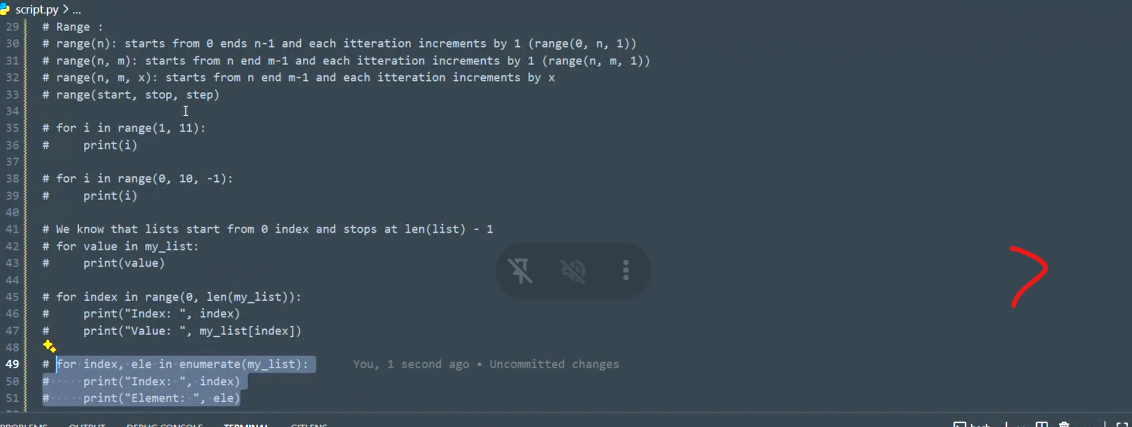 script.py > ...
29 # Range :
30 # range(n): starts from 0 ends n-1 and each itteration increments by 1 (range(0, n, 1))
31 # range(n, m): starts from n end m-1 and each itteration increments by 1 (range(n, m, 1))
32 # range(n, m, x): starts from n end m-1 and each itteration increments by x
33 # range(start, stop, step)
34
35 # for i in range(1, 11):
36 #     print(i)
37
38 # for i in range(0, 10, -1):
39 #     print(i)
40
41 # We know that lists start from 0 index and stops at len(list) - 1
42 # for value in my_list:
43 #     print(value)
44
45 # for index in range(0, len(my_list)):
46 #     print("Index: ", index)
47 #     print("Value: ", my_list[index])
48
49 # for index, ele in enumerate(my_list): You, 1 second ago • Uncommitted changes
50 #     print("Index: ", index)
51 #     print("Element: ", ele)
PROBLEMS OUTPUT DEBUG CONSOLE TERMINAL GITLENS bash